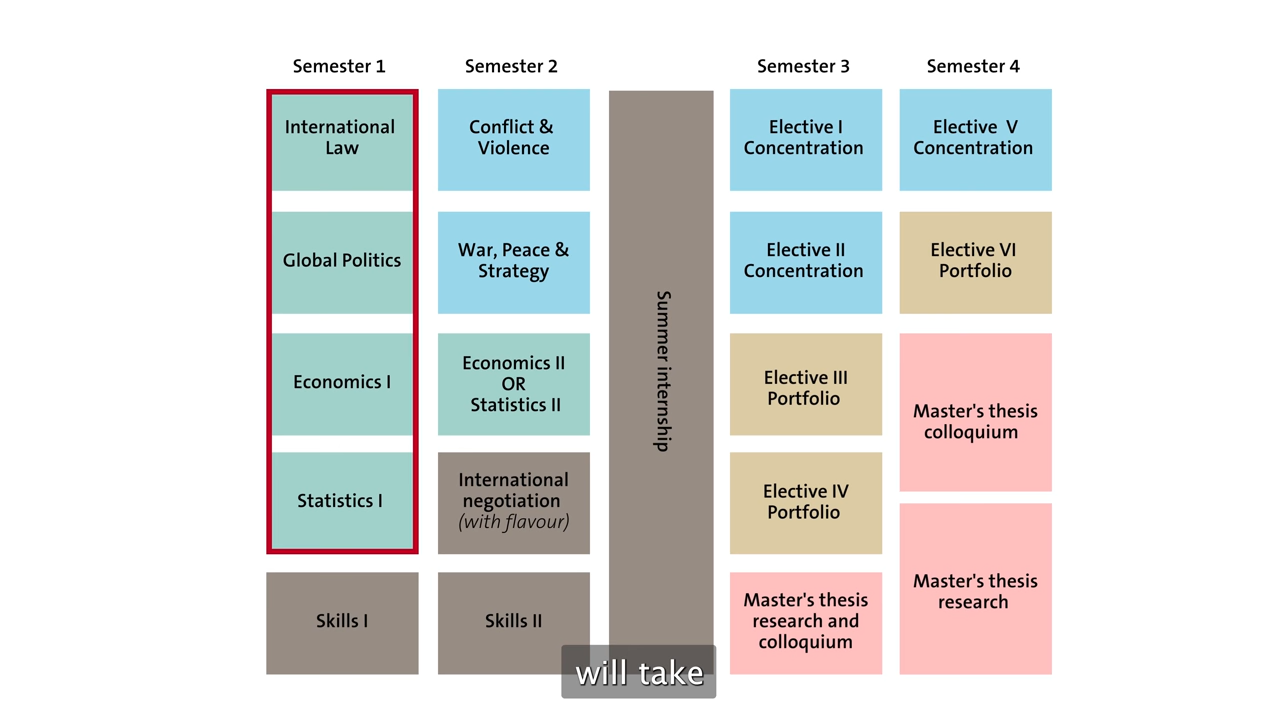 Semester 1
Semester 2
Semester 3
Semester 4
International
Law
Conflict &
Violence
Elective I
Concentration
Elective V
Concentration
Global Politics
War, Peace &
Strategy
Elective II
Concentration
Elective VI
Portfolio
Economics I
Economics II
OR
Statistics II
Summer internship
Elective III
Portfolio
Master's thesis
colloquium
Statistics I
International
negotiation
(with flavour)
Elective IV
Portfolio
Skills I
Skills II
Master's thesis
research and
colloquium
Master's thesis
research
will take